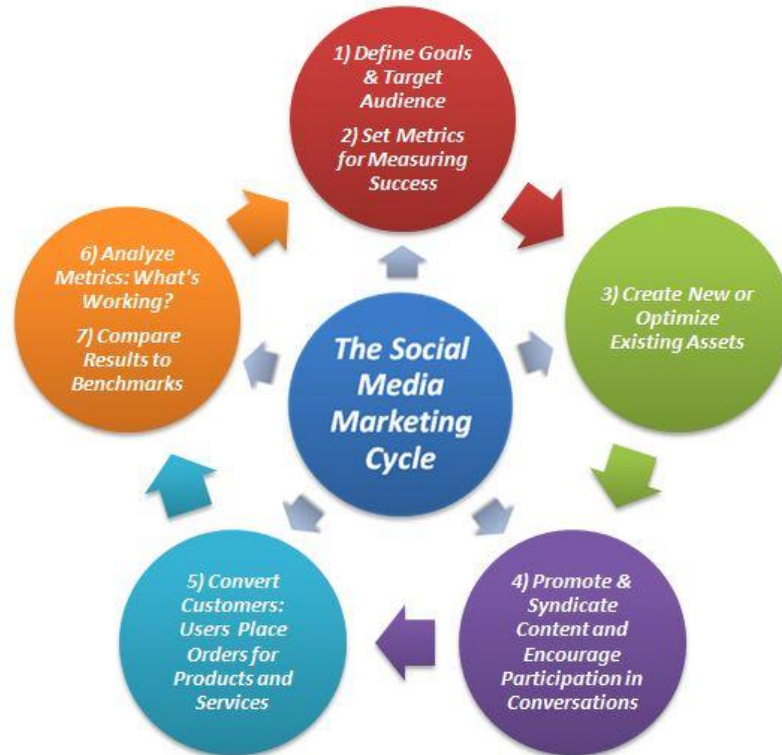 1) Define Goals
& Target
Audience
2) Set Metrics
for Measuring
Success
3) Create New or
Optimize
Existing Assets
4) Promote &
Syndicate
Content and
Encourage
Participation in
Conversations
5) Convert
Customers:
Users Place
Orders for
Products and
Services
6) Analyze
Metrics: What's
Working?
7) Compare
Results to
Benchmarks
The Social
Media
Marketing
Cycle